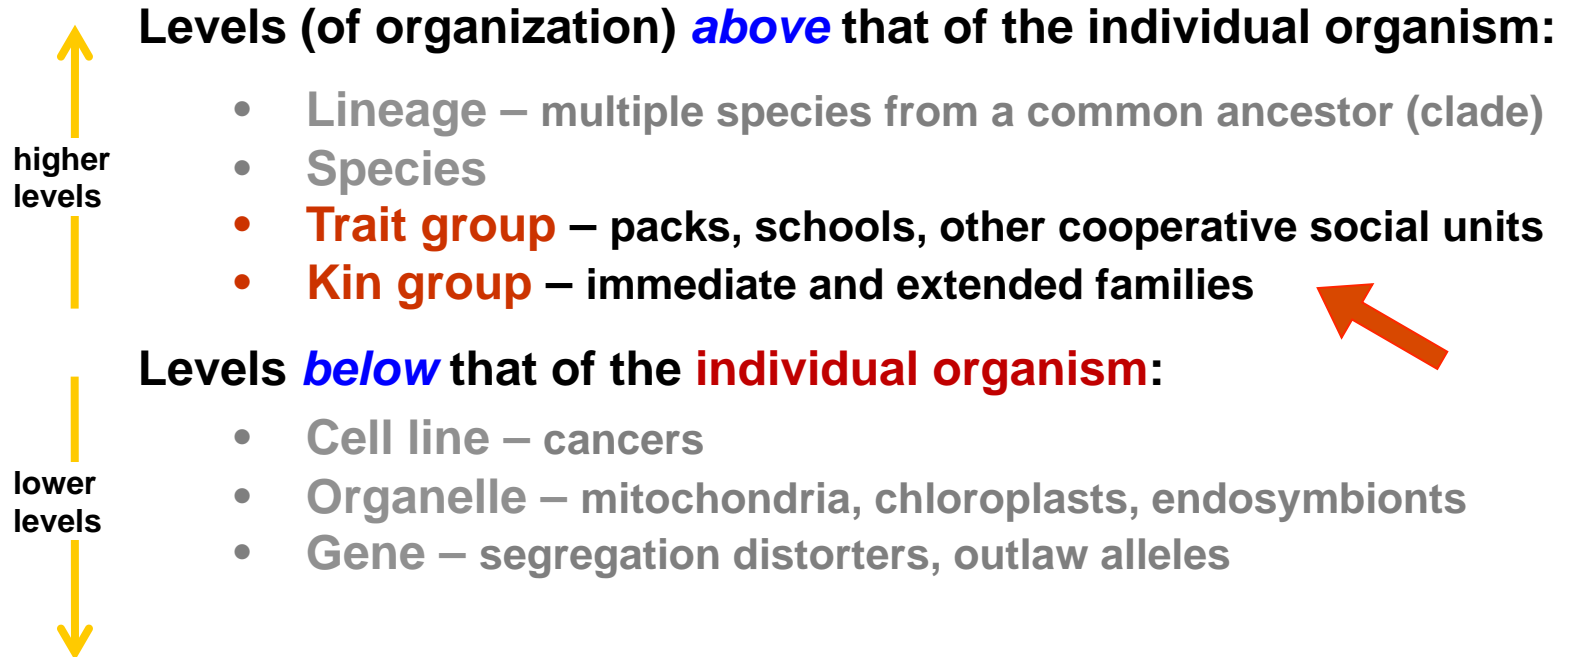 Levels (of organization) above that of the individual organism:
• Lineage – multiple species from a common ancestor (clade)
higher
levels
• Species
• Trait group – packs, schools, other cooperative social units
• Kin group – immediate and extended families
Levels below that of the individual organism:
• Cell line – cancers
lower
levels
• Organelle – mitochondria, chloroplasts, endosymbionts
• Gene – segregation distorters, outlaw alleles